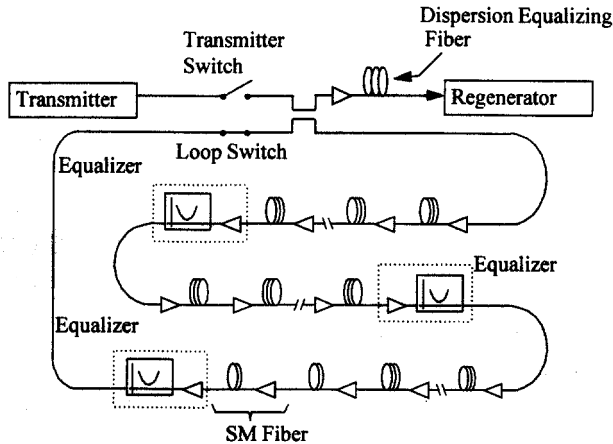 Dispersion Equalizing
Fiber
Transmitter
Switch
Transmitter
Regenerator
Loop Switch
Equalizer
Equalizer
Equalizer
SM Fiber